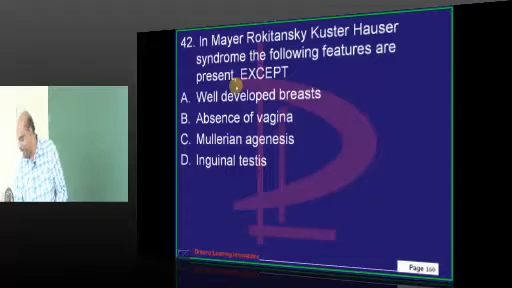 42. In Mayer Rokitansky Kuster Hauser
syndrome the following features are
present, EXCEPT
A. Well developed breasts
B. Absence of vagina
C. Mullerian agenesis
D. Inguinal testis
Page 160